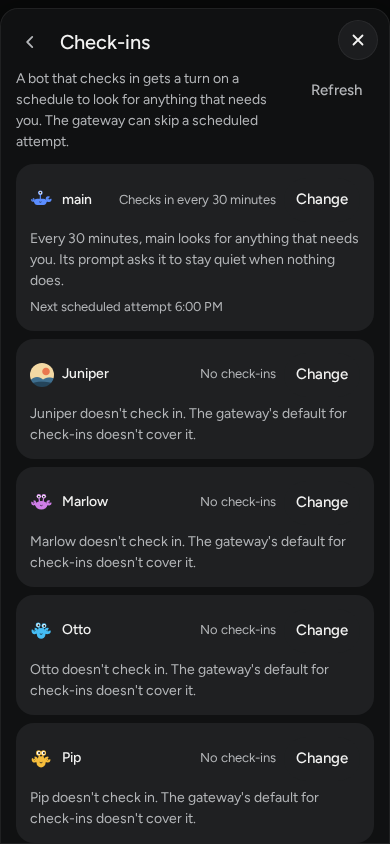 Check-ins
A bot that checks in gets a turn on a
schedule to look for anything that needs
you. The gateway can skip a scheduled
attempt.
Refresh
main Checks in every 30 minutes Change
Every 30 minutes, main looks for anything that needs
you. Its prompt asks it to stay quiet when nothing
does.
Next scheduled attempt 6:00 PM
Juniper No check-ins Change
Juniper doesn't check in. The gateway's default for
check-ins doesn't cover it.
Marlow No check-ins Change
Marlow doesn't check in. The gateway's default for
check-ins doesn't cover it.
Otto No check-ins Change
Otto doesn't check in. The gateway's default for
check-ins doesn't cover it.
Pip No check-ins Change
Pip doesn't check in. The gateway's default for
check-ins doesn't cover it.